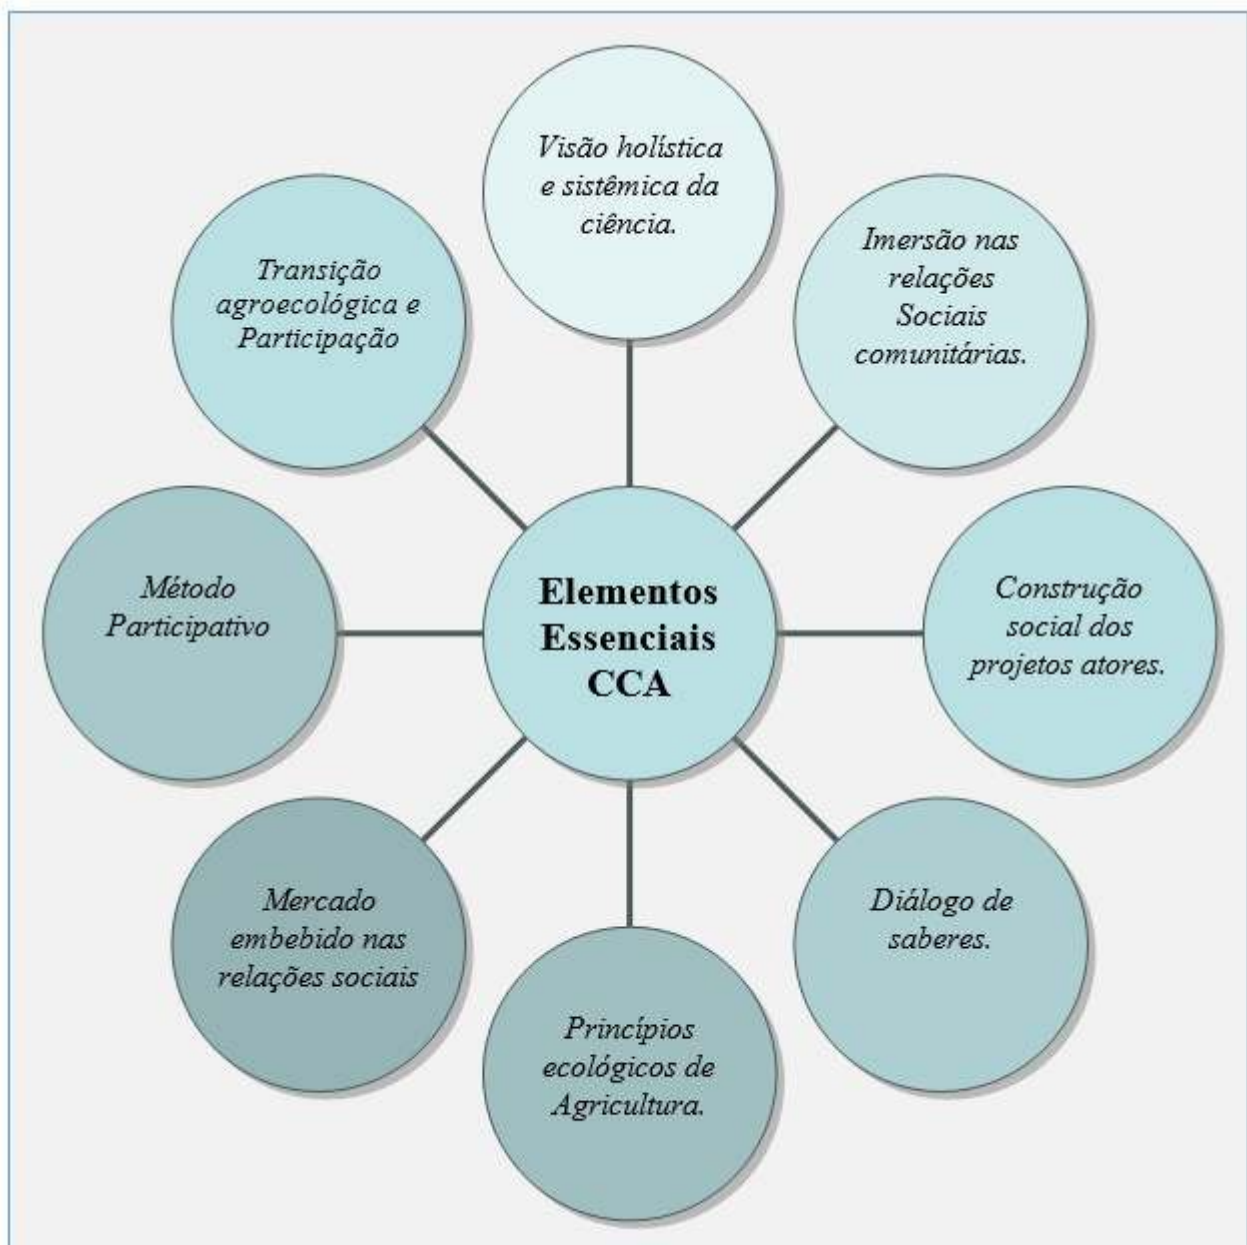 Visão holística
e sistêmica da
ciência.
Imersão nas
relações
Sociais
comunitárias.
Construção
social dos
projetos atores.
Diálogo de
saberes.
Princípios
ecológicos de
Agricultura.
Mercado
embebido nas
relações sociais
Método
Participativo
Transição
agroecológica e
Participação
Elementos
Essenciais
CCA